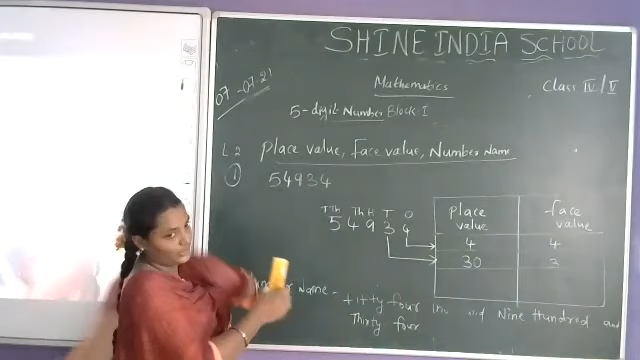 SHINE INDIA SCHOOL
07-07-21
Mathematics
Class IV/V
5-digit Number Block-I
L2 Place value, face value, Number Name
1 54934
T Th Th H T O
5 4 9 3 4
Place value face value
4 4
30 3
Name - fifty four Nine Hundred and
Thirty four